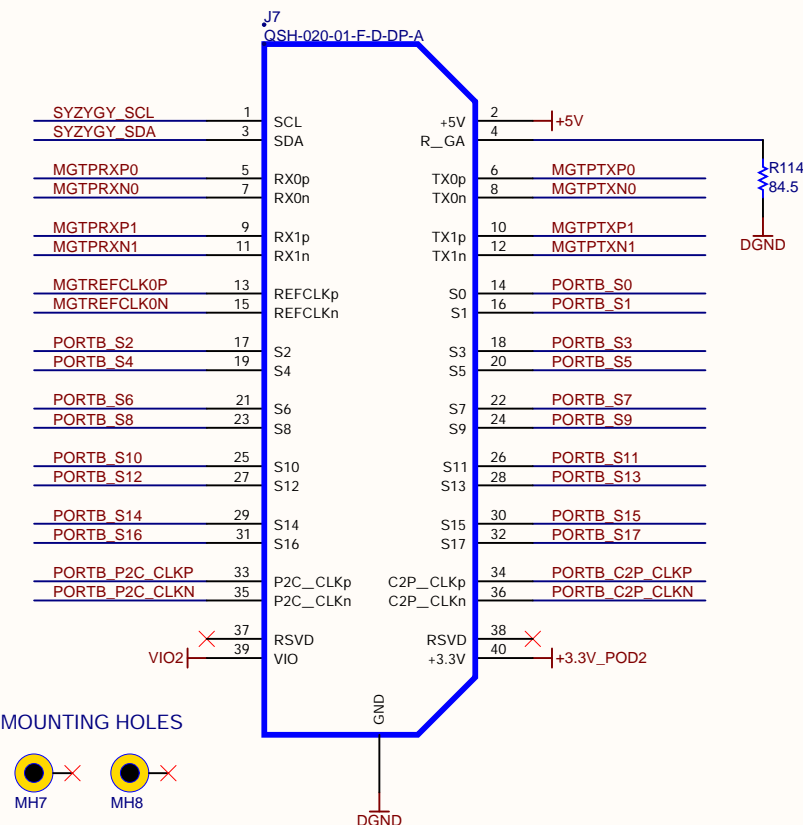 J7
QSH-020-01-F-D-DP-A
SYZYGY_SCL 1 SCL +5V 2 +5V
SYZYGY_SDA 3 SDA R_GA 4
MGTPRXP0 5 RX0p TX0p 6 MGTPTXP0
MGTPRXN0 7 RX0n TX0n 8 MGTPTXN0
R114
84.5
MGTPRXP1 9 RX1p TX1p 10 MGTPTXP1
MGTPRXN1 11 RX1n TX1n 12 MGTPTXN1
DGND
MGTREFCLK0P 13 REFCLKp S0 14 PORTB_S0
MGTREFCLK0N 15 REFCLKn S1 16 PORTB_S1
PORTB_S2 17 S2 S3 18 PORTB_S3
PORTB_S4 19 S4 S5 20 PORTB_S5
PORTB_S6 21 S6 S7 22 PORTB_S7
PORTB_S8 23 S8 S9 24 PORTB_S9
PORTB_S10 25 S10 S11 26 PORTB_S11
PORTB_S12 27 S12 S13 28 PORTB_S13
PORTB_S14 29 S14 S15 30 PORTB_S15
PORTB_S16 31 S16 S17 32 PORTB_S17
PORTB_P2C_CLKP 33 P2C_CLKp C2P_CLKp 34 PORTB_C2P_CLKP
PORTB_P2C_CLKN 35 P2C_CLKn C2P_CLKn 36 PORTB_C2P_CLKN
37 RSVD RSVD 38
VIO2 39 VIO +3.3V 40 +3.3V_POD2
GND
MOUNTING HOLES
MH7 MH8
DGND